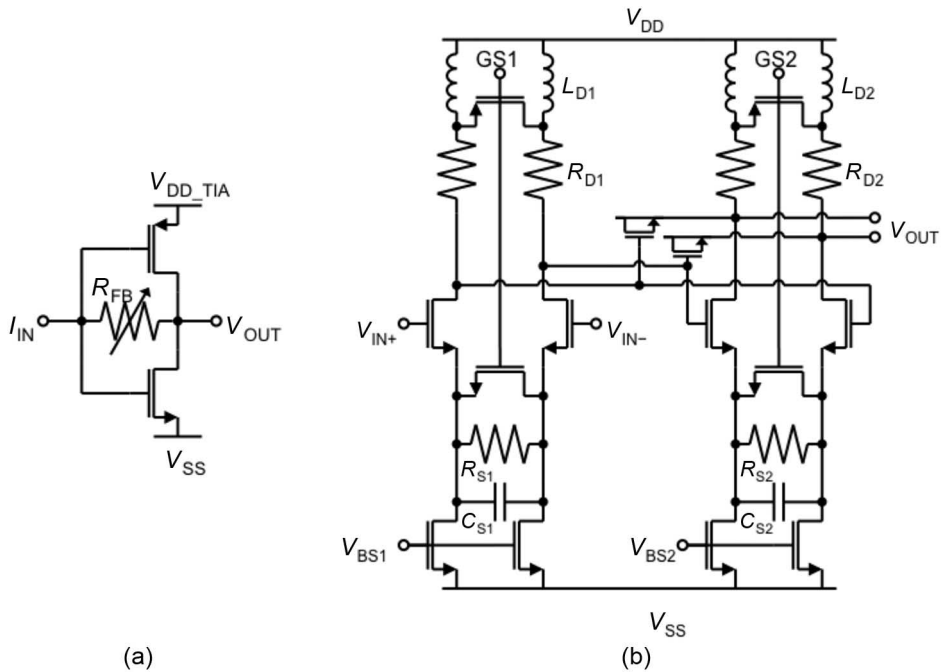 V_DD
GS1
GS2
L_D1
L_D2
R_D1
R_D2
V_DD_TIA
R_FB
I_IN
V_OUT
V_OUT
V_IN+
V_IN−
V_SS
R_S1
R_S2
C_S1
C_S2
V_BS1
V_BS2
V_SS
(a)
(b)